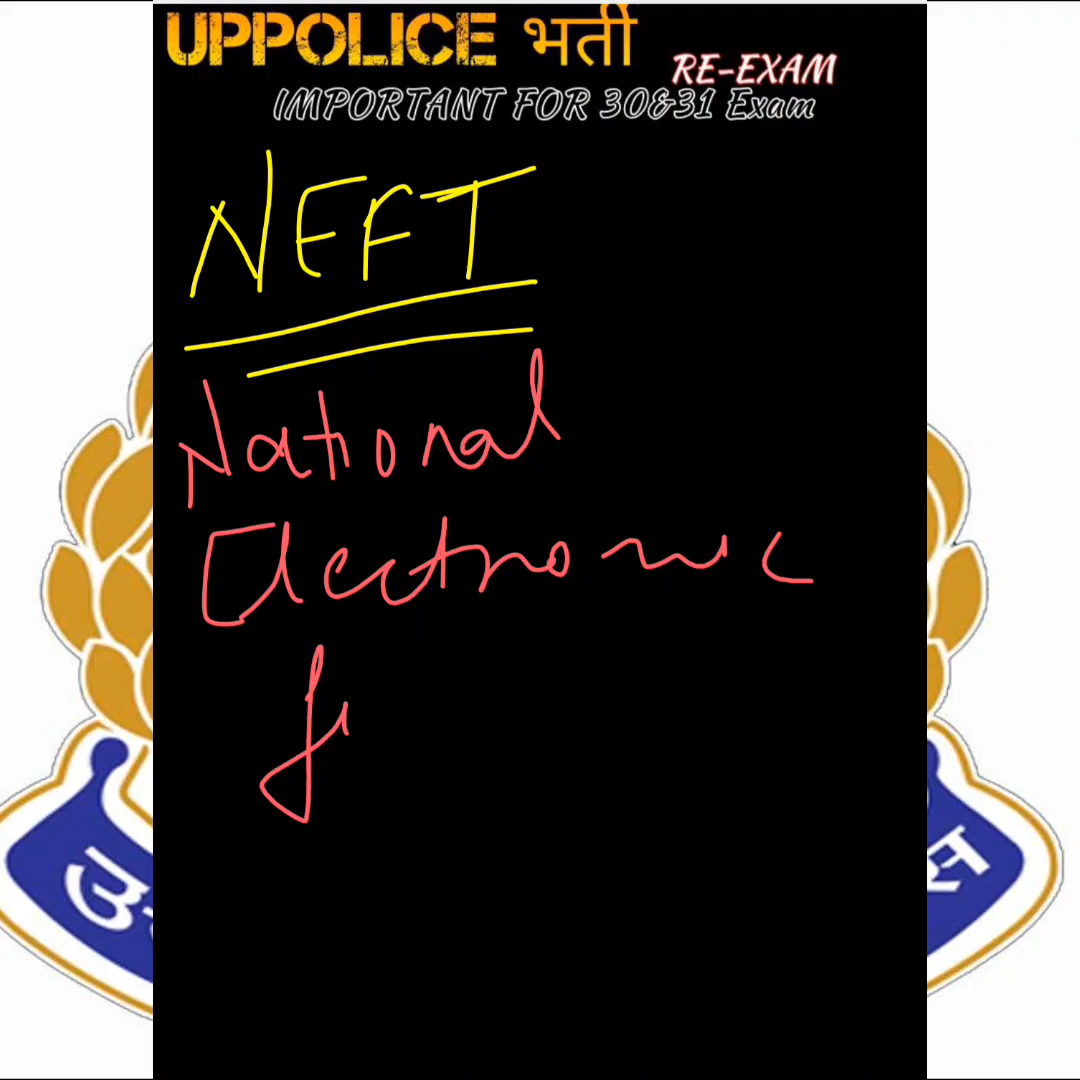 UPPOLICE भर्ती
RE-EXAM
IMPORTANT FOR 30&31 Exam
NEFT
National
Electronic